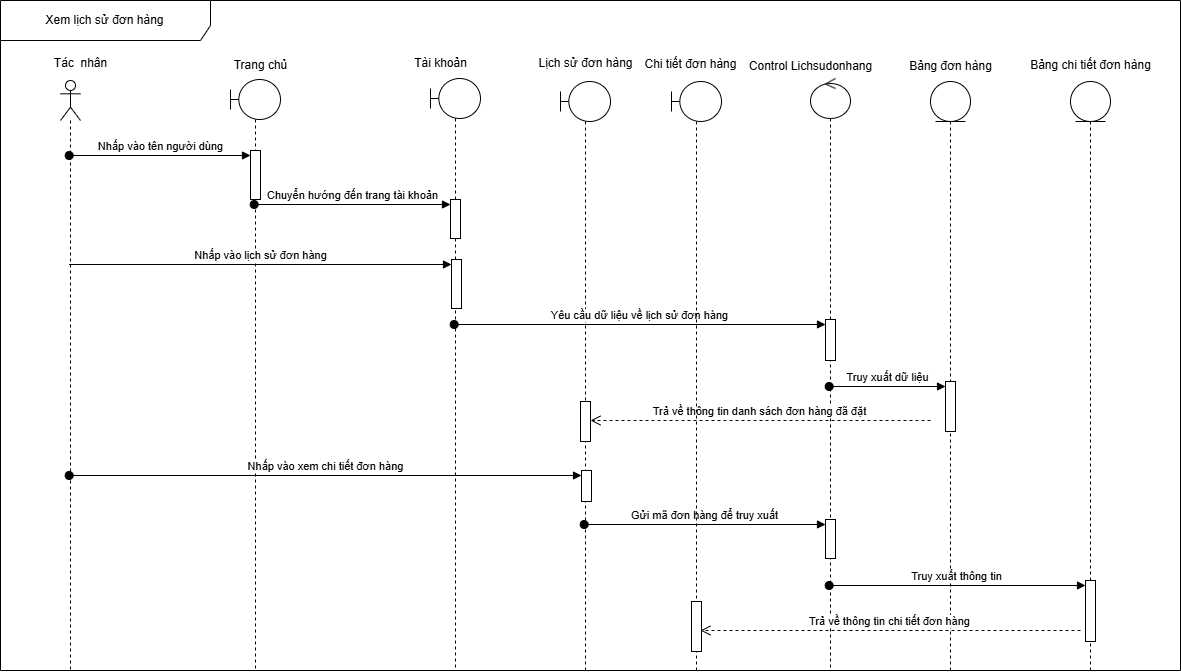 Xem lịch sử đơn hàng
Tác nhân
Trang chủ
Tài khoản
Lịch sử đơn hàng
Chi tiết đơn hàng
Control Lichsudonhang
Bảng đơn hàng
Bảng chi tiết đơn hàng
Nhấp vào tên người dùng
Chuyển hướng đến trang tài khoản
Nhấp vào lịch sử đơn hàng
Yêu cầu dữ liệu về lịch sử đơn hàng
Truy xuất dữ liệu
Trả về thông tin danh sách đơn hàng đã đặt
Nhấp vào xem chi tiết đơn hàng
Gửi mã đơn hàng để truy xuất
Truy xuất thông tin
Trả về thông tin chi tiết đơn hàng